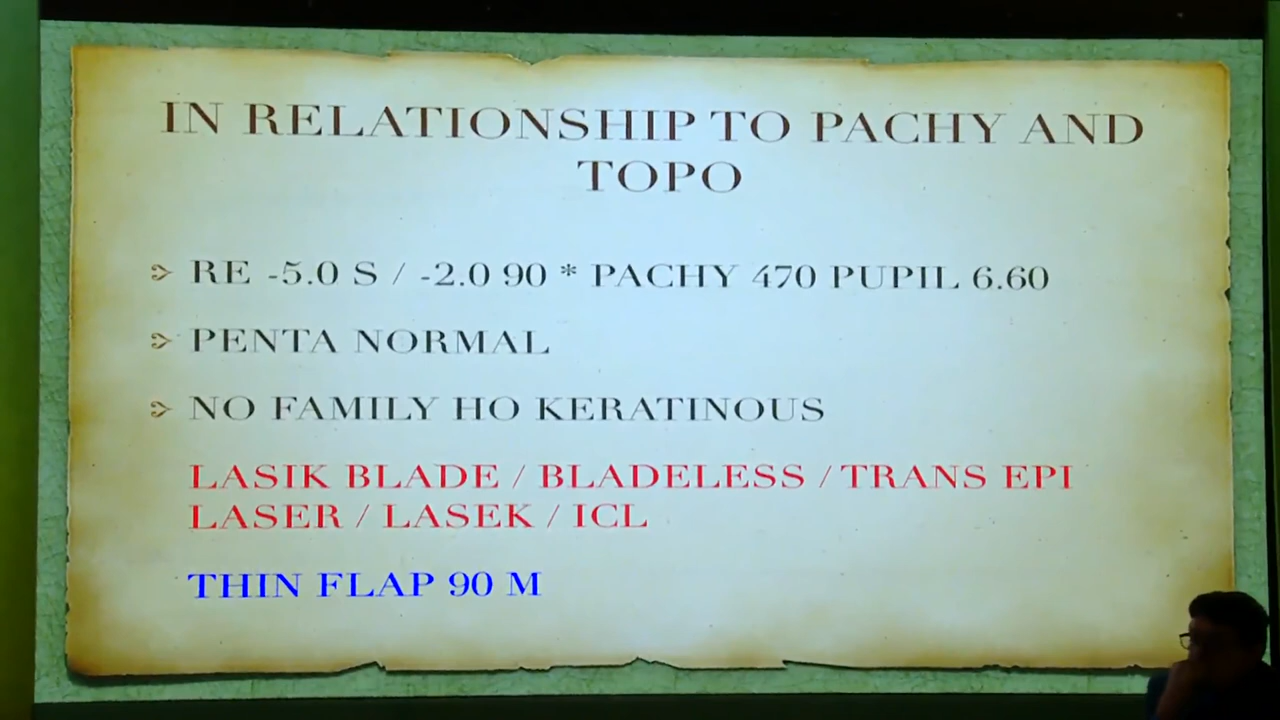 IN RELATIONSHIP TO PACHY AND
TOPO
RE -5.0 S / -2.0 90 * PACHY 470 PUPIL 6.60
PENTA NORMAL
NO FAMILY HO KERATINOUS
LASIK BLADE / BLADELESS / TRANS EPI
LASER / LASEK / ICL
THIN FLAP 90 M